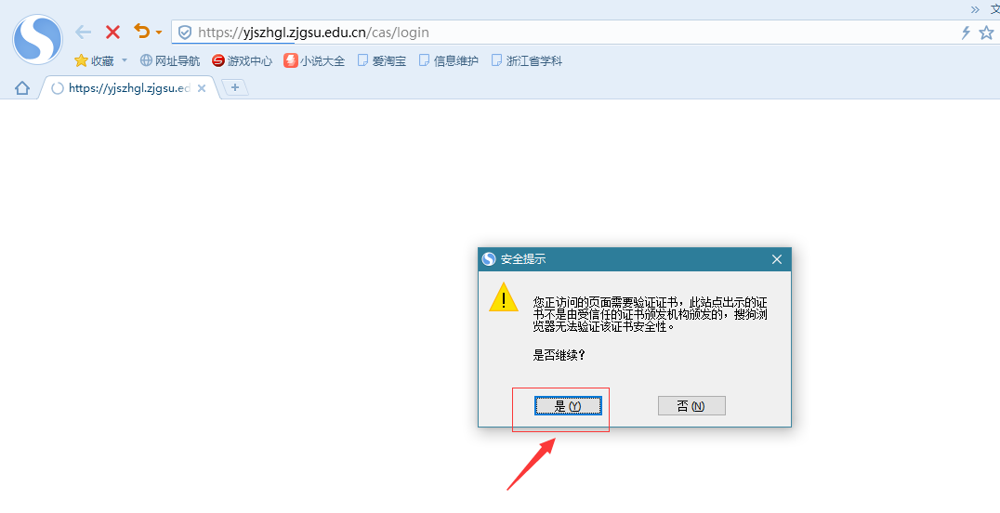 » 文
https://yjszhgl.zjgsu.edu.cn/cas/login
收藏 网址导航 游戏中心 小说大全 爱淘宝 信息维护 浙江省学科
https://yjszhgl.zjgsu.ed
安全提示
您正访问的页面需要验证证书，此站点出示的证
书不是由受信任的证书颁发机构颁发的，搜狗浏
览器无法验证该证书安全性。
是否继续？
是(Y) 否(N)